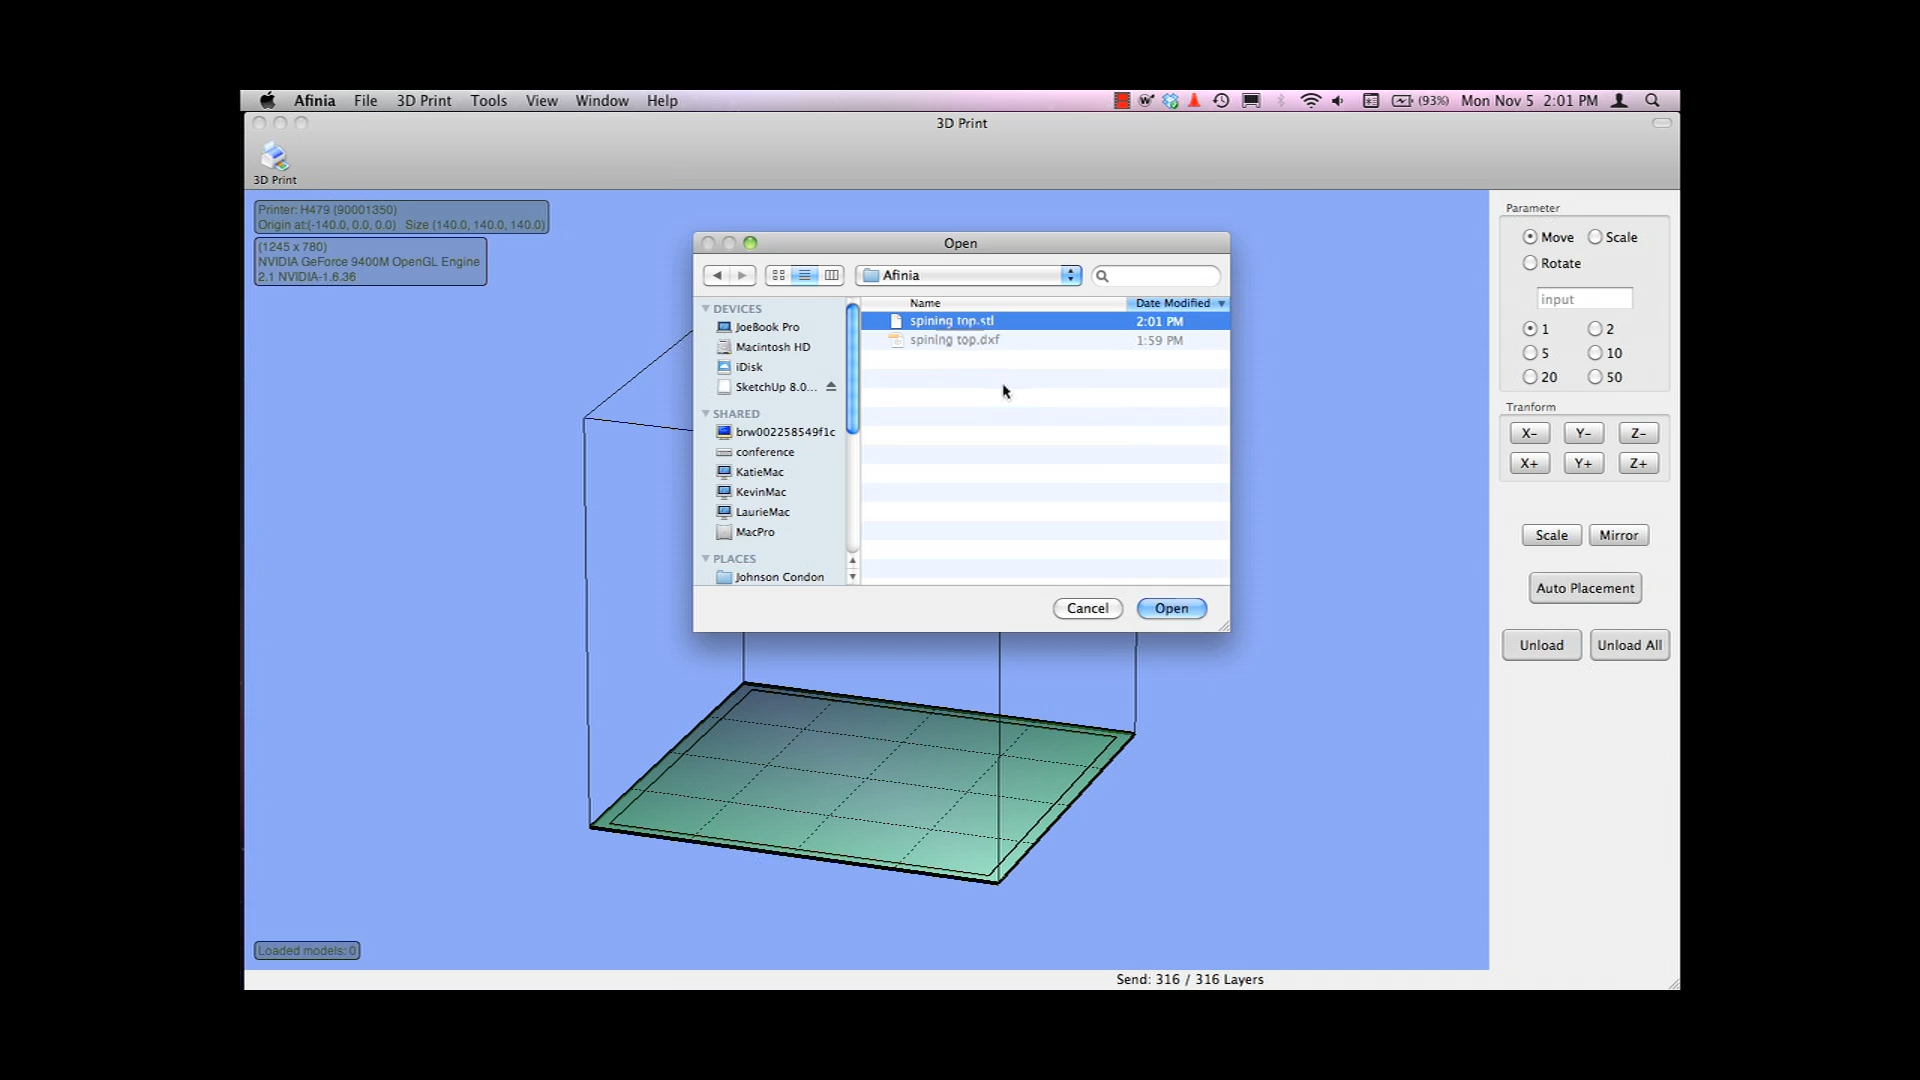 Afinia File 3D Print Tools View Window Help (93%) Mon Nov 5 2:01 PM
3D Print
3D Print
Printer: H479 (90001350)
Origin at:(-140.0, 0.0, 0.0) Size (140.0, 140.0, 140.0)
(1245 x 780)
NVIDIA GeForce 9400M OpenGL Engine
2.1 NVIDIA-1.6.36
Open
Afinia
Name Date Modified
spining top.stl 2:01 PM
spining top.dxf 1:59 PM
DEVICES
JoeBook Pro
Macintosh HD
iDisk
SketchUp 8.0...
SHARED
brw002258549f1c
conference
KatieMac
KevinMac
LaurieMac
MacPro
PLACES
Johnson Condon
Cancel Open
Parameter
Move Scale
Rotate
input
1 2
5 10
20 50
Tranform
X- Y- Z-
X+ Y+ Z+
Scale Mirror
Auto Placement
Unload Unload All
Loaded models: 0
Send: 316 / 316 Layers